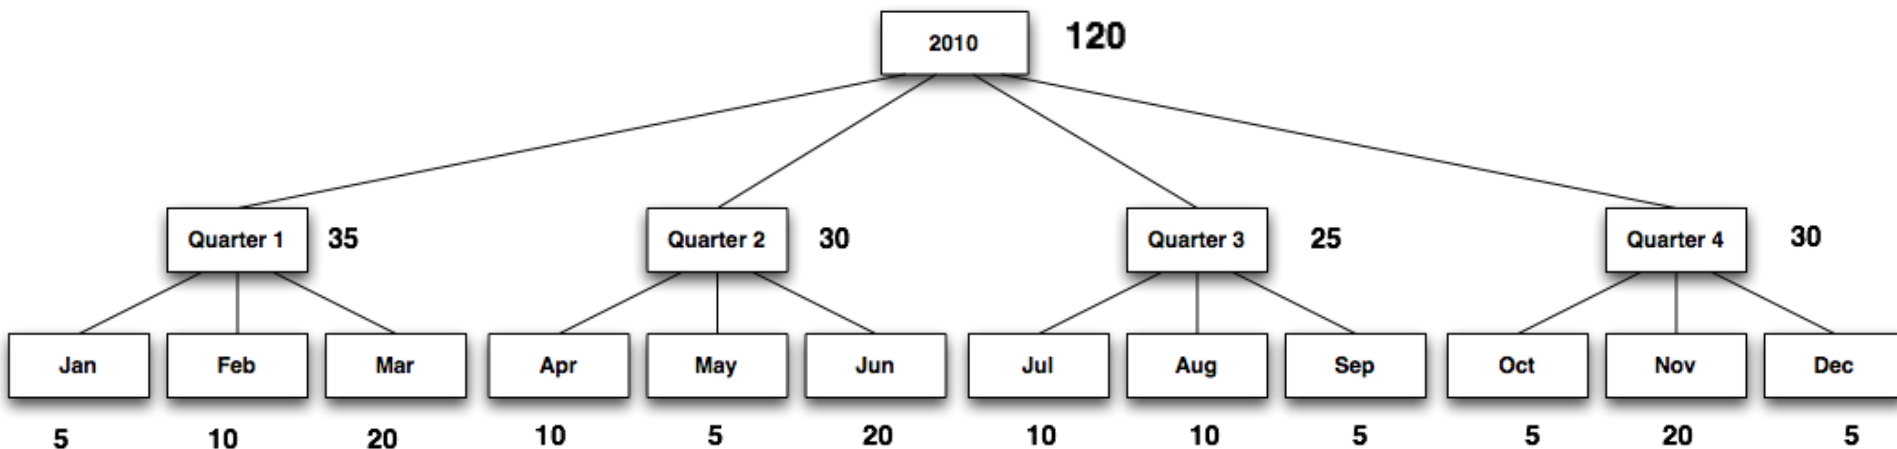 2010 120
Quarter 1 35 Quarter 2 30 Quarter 3 25 Quarter 4 30
Jan Feb Mar Apr May Jun Jul Aug Sep Oct Nov Dec
5 10 20 10 5 20 10 10 5 5 20 5